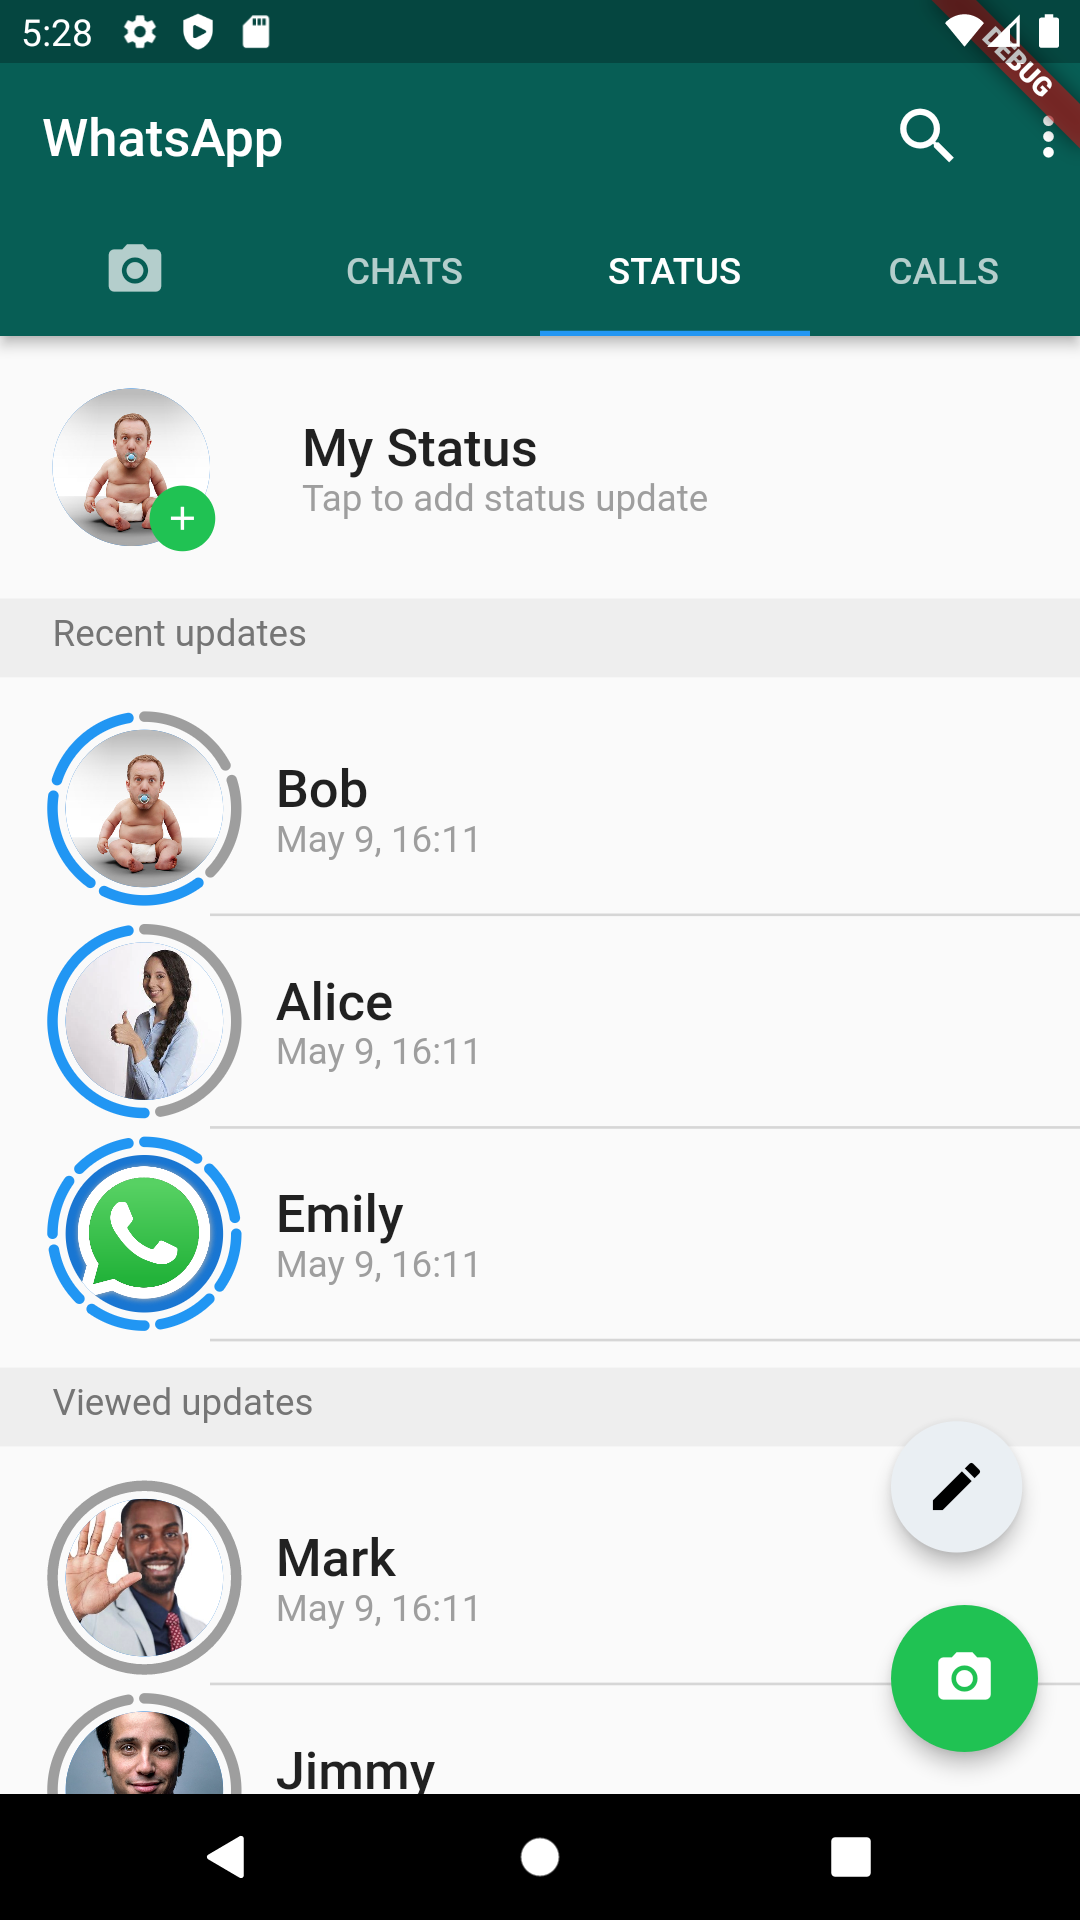 5:28
DEBUG
WhatsApp
CHATS
STATUS
CALLS
My Status
Tap to add status update
Recent updates
Bob
May 9, 16:11
Alice
May 9, 16:11
Emily
May 9, 16:11
Viewed updates
Mark
May 9, 16:11
Jimmy